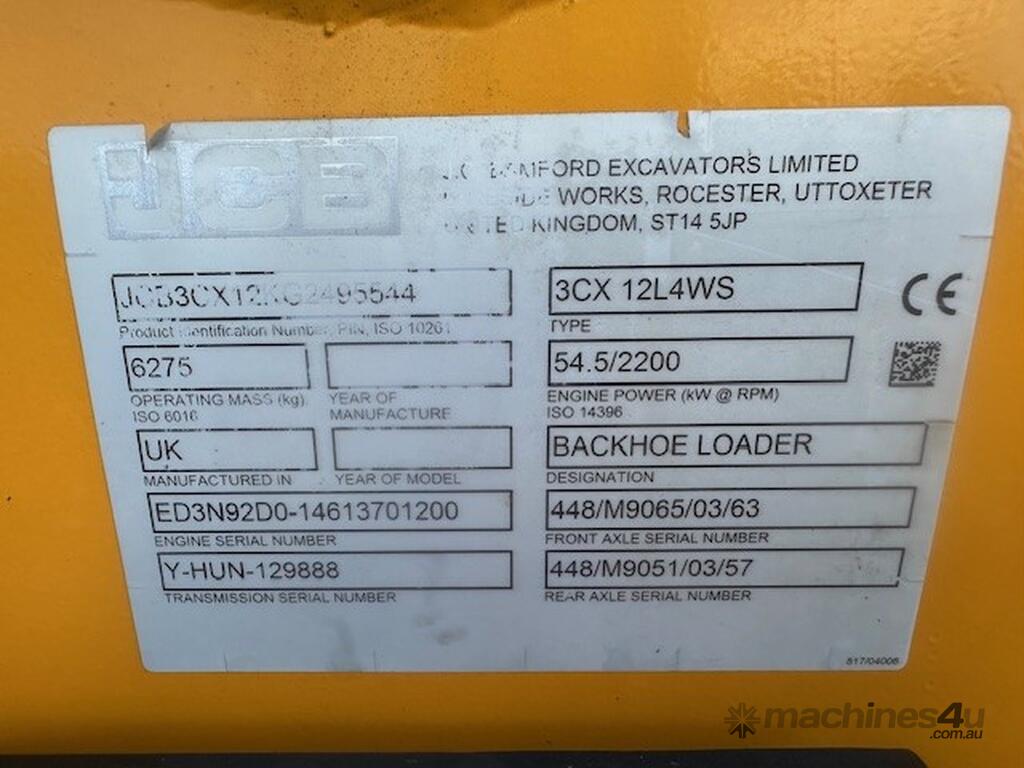 JCB
BAMFORD EXCAVATORS LIMITED
WORKS, ROCESTER, UTTOXETER
UNITED KINGDOM, ST14 5JP
JCB3CX12KG2495544
Product Identification Number, PIN, ISO 10261
3CX 12L4WS
TYPE
CE
6275
OPERATING MASS (kg)
ISO 6016
YEAR OF
MANUFACTURE
54.5/2200
ENGINE POWER (kW @ RPM)
ISO 14396
UK
MANUFACTURED IN
YEAR OF MODEL
BACKHOE LOADER
DESIGNATION
ED3N92D0-14613701200
ENGINE SERIAL NUMBER
448/M9065/03/63
FRONT AXLE SERIAL NUMBER
Y-HUN-129888
TRANSMISSION SERIAL NUMBER
448/M9051/03/57
REAR AXLE SERIAL NUMBER
817/04006
machines4u
.com.au